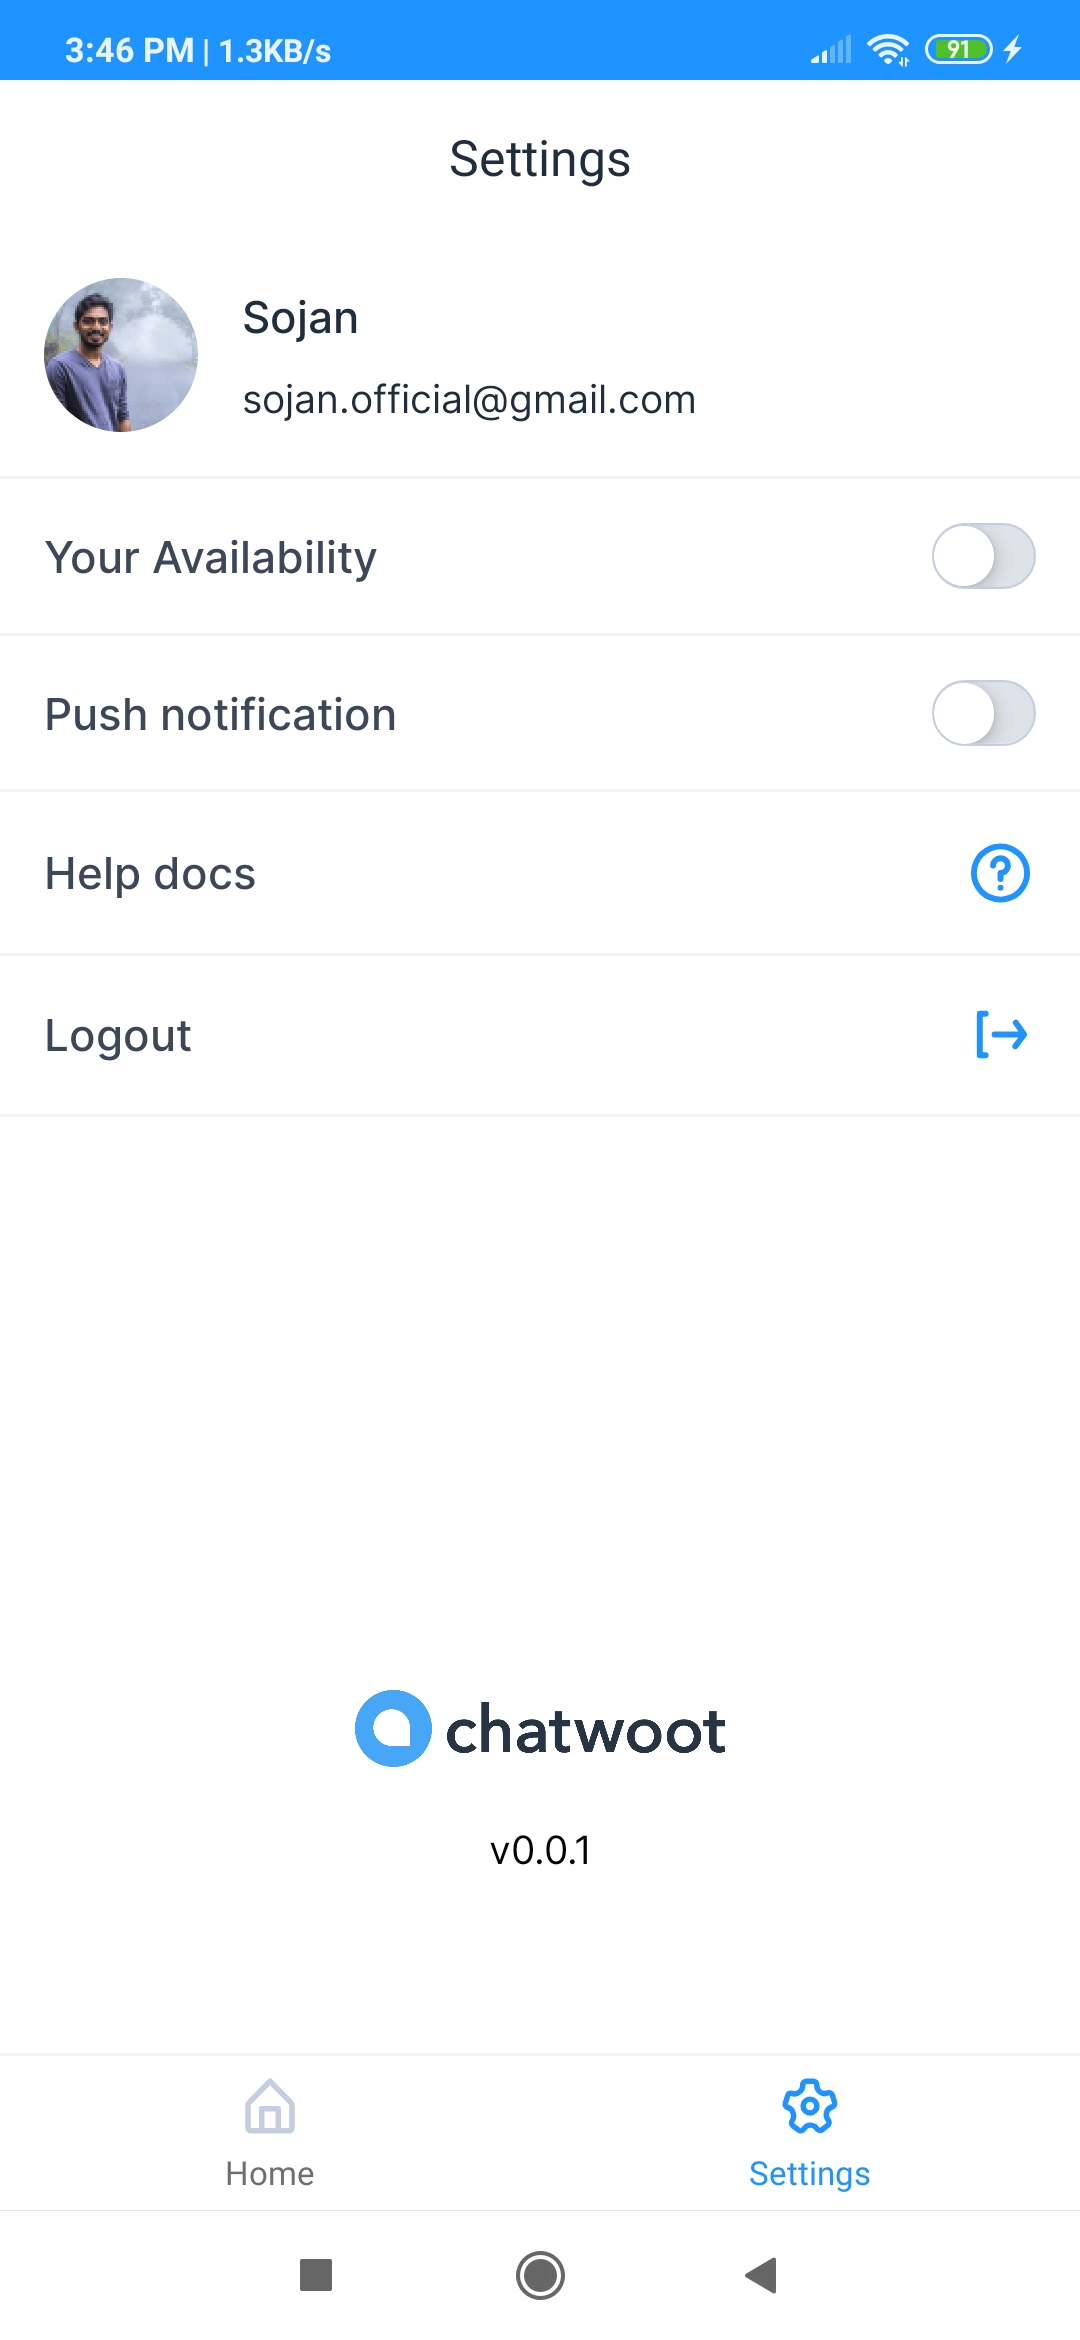 3:46 PM | 1.3KB/s
91
Settings
Sojan
sojan.official@gmail.com
Your Availability
Push notification
Help docs
Logout
chatwoot
v0.0.1
Home
Settings